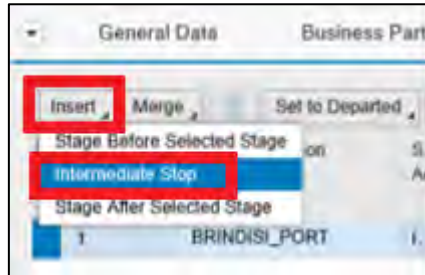 General Data Business Part
Insert Merge Set to Departed
Stage Before Selected Stage on S
Intermediate Stop
Stage After Selected Stage
1 BRINDISI_PORT